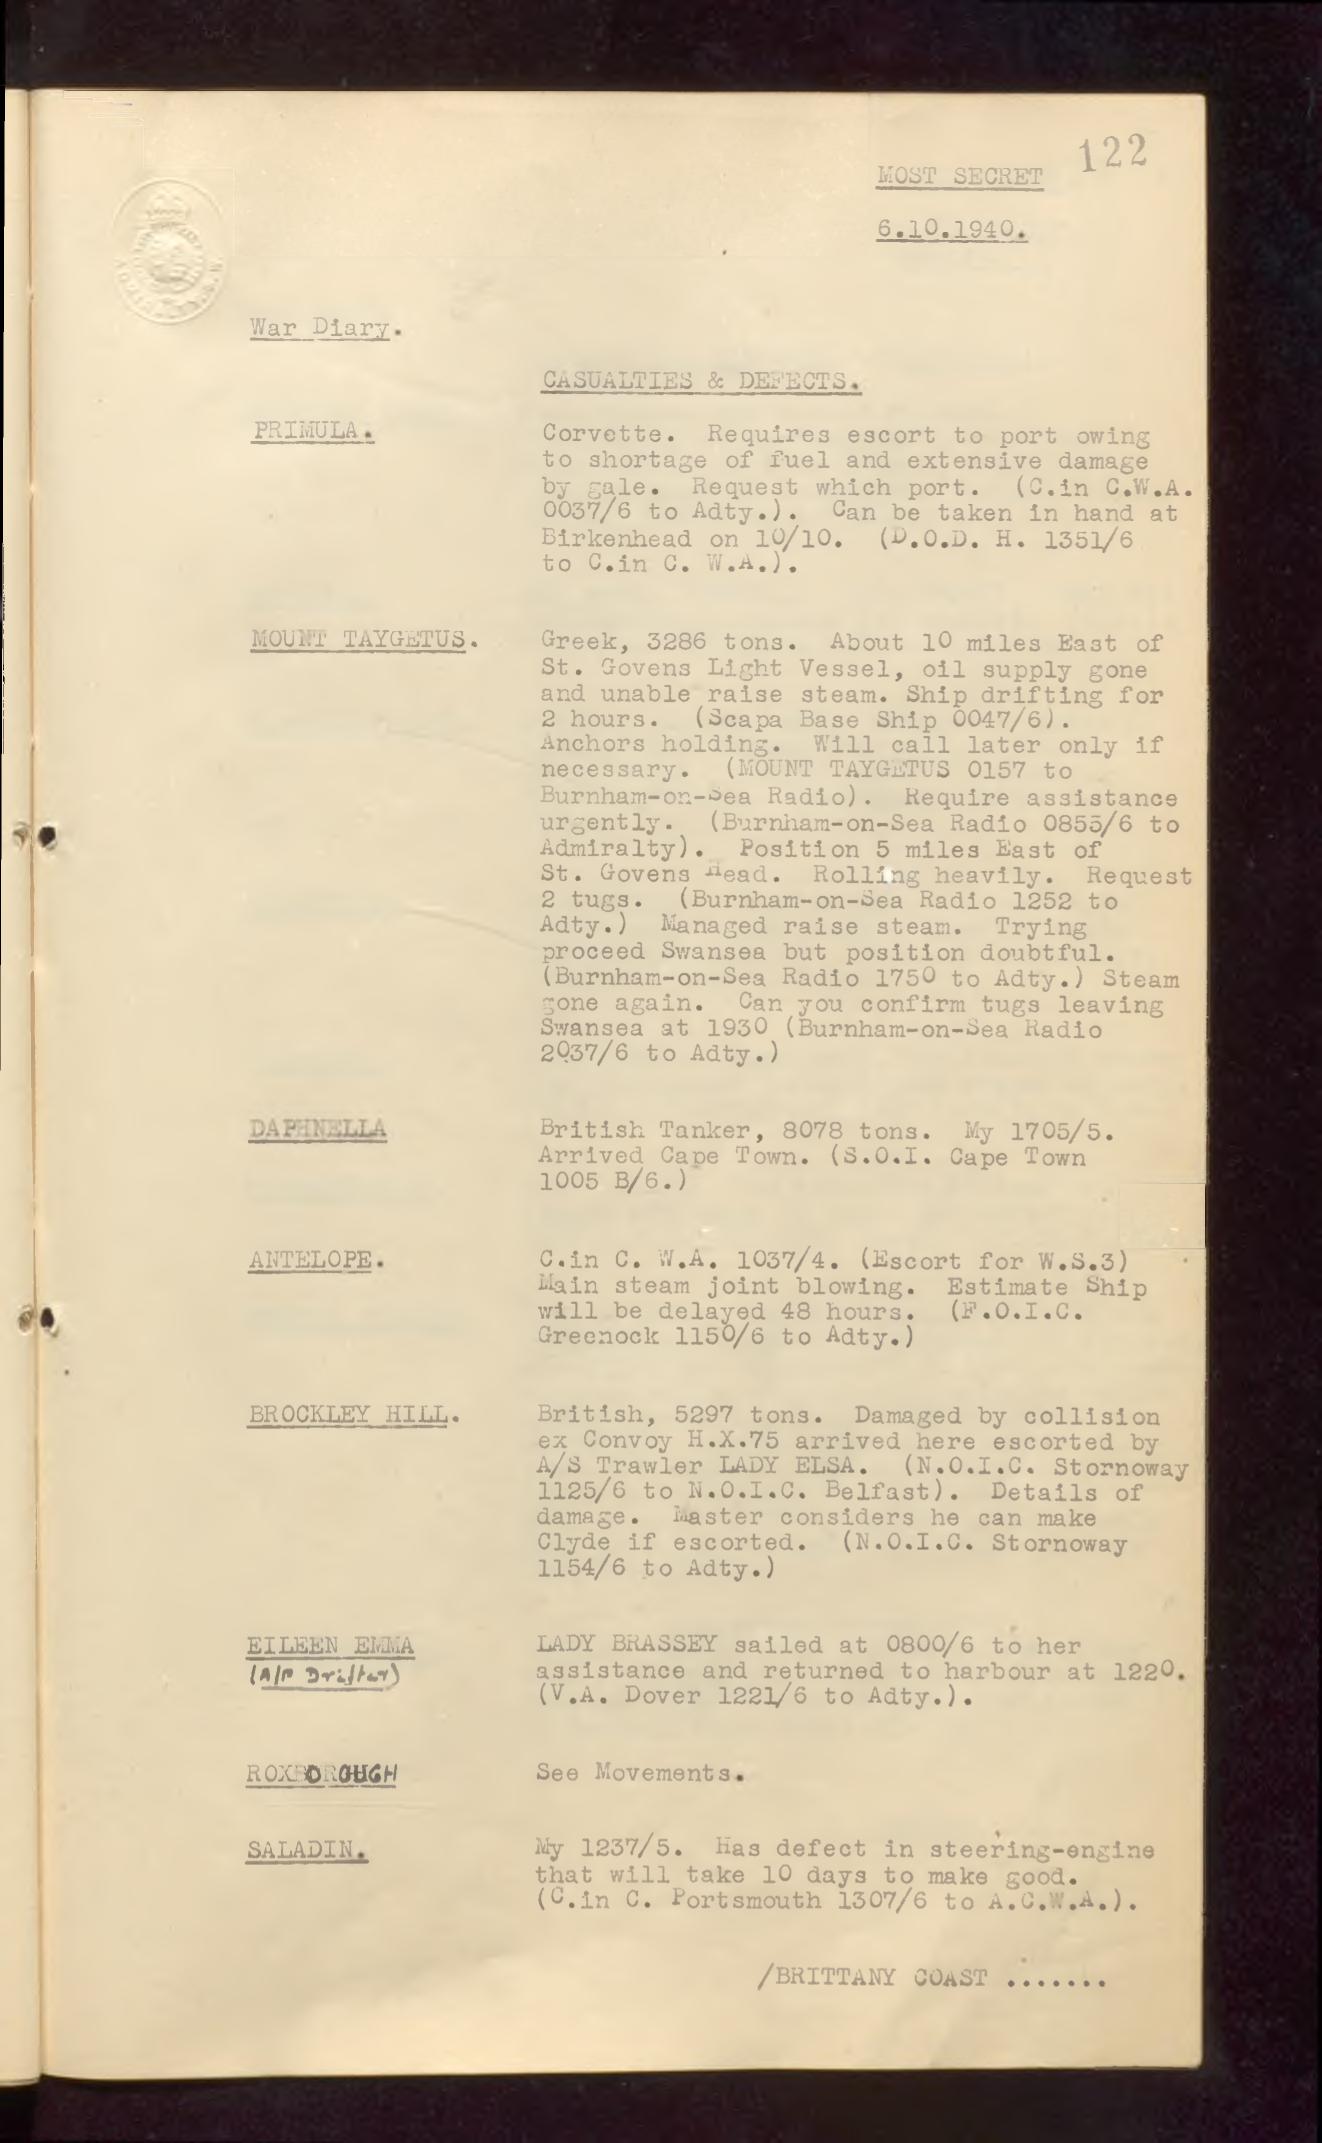 122
MOST SECRET
6.10.1940.
War Diary.
CASUALTIES & DEFECTS.
PRIMULA.
Corvette. Requires escort to port owing
to shortage of fuel and extensive damage
by gale. Request which port. (C.in C.W.A.
0037/6 to Adty.). Can be taken in hand at
Birkenhead on 10/10. (D.O.D. H. 1351/6
to C.in C. W.A.).
MOUNT TAYGETUS.
Greek, 3286 tons. About 10 miles East of
St. Govens Light Vessel, oil supply gone
and unable raise steam. Ship drifting for
2 hours. (Scapa Base Ship 0047/6).
Anchors holding. Will call later only if
necessary. (MOUNT TAYGETUS 0157 to
Burnham-on-Sea Radio). Require assistance
urgently. (Burnham-on-Sea Radio 0855/6 to
Admiralty). Position 5 miles East of
St. Govens Head. Rolling heavily. Request
2 tugs. (Burnham-on-Sea Radio 1252 to
Adty.) Managed raise steam. Trying
proceed Swansea but position doubtful.
(Burnham-on-Sea Radio 1750 to Adty.) Steam
gone again. Can you confirm tugs leaving
Swansea at 1930 (Burnham-on-Sea Radio
2037/6 to Adty.)
DAPHNELLA
British Tanker, 8078 tons. My 1705/5.
Arrived Cape Town. (S.O.I. Cape Town
1005 B/6.)
ANTELOPE.
C.in C. W.A. 1037/4. (Escort for W.S.3)
Main steam joint blowing. Estimate Ship
will be delayed 48 hours. (F.O.I.C.
Greenock 1150/6 to Adty.)
BROCKLEY HILL.
British, 5297 tons. Damaged by collision
ex Convoy H.X.75 arrived here escorted by
A/S Trawler LADY ELSA. (N.O.I.C. Stornoway
1125/6 to N.O.I.C. Belfast). Details of
damage. Master considers he can make
Clyde if escorted. (N.O.I.C. Stornoway
1154/6 to Adty.)
EILEEN EMMA
(A/P Drifter)
LADY BRASSEY sailed at 0800/6 to her
assistance and returned to harbour at 1220.
(V.A. Dover 1221/6 to Adty.).
ROXBOROUGH
See Movements.
SALADIN.
My 1237/5. Has defect in steering-engine
that will take 10 days to make good.
(C.in C. Portsmouth 1307/6 to A.C.W.A.).
/BRITTANY COAST .......